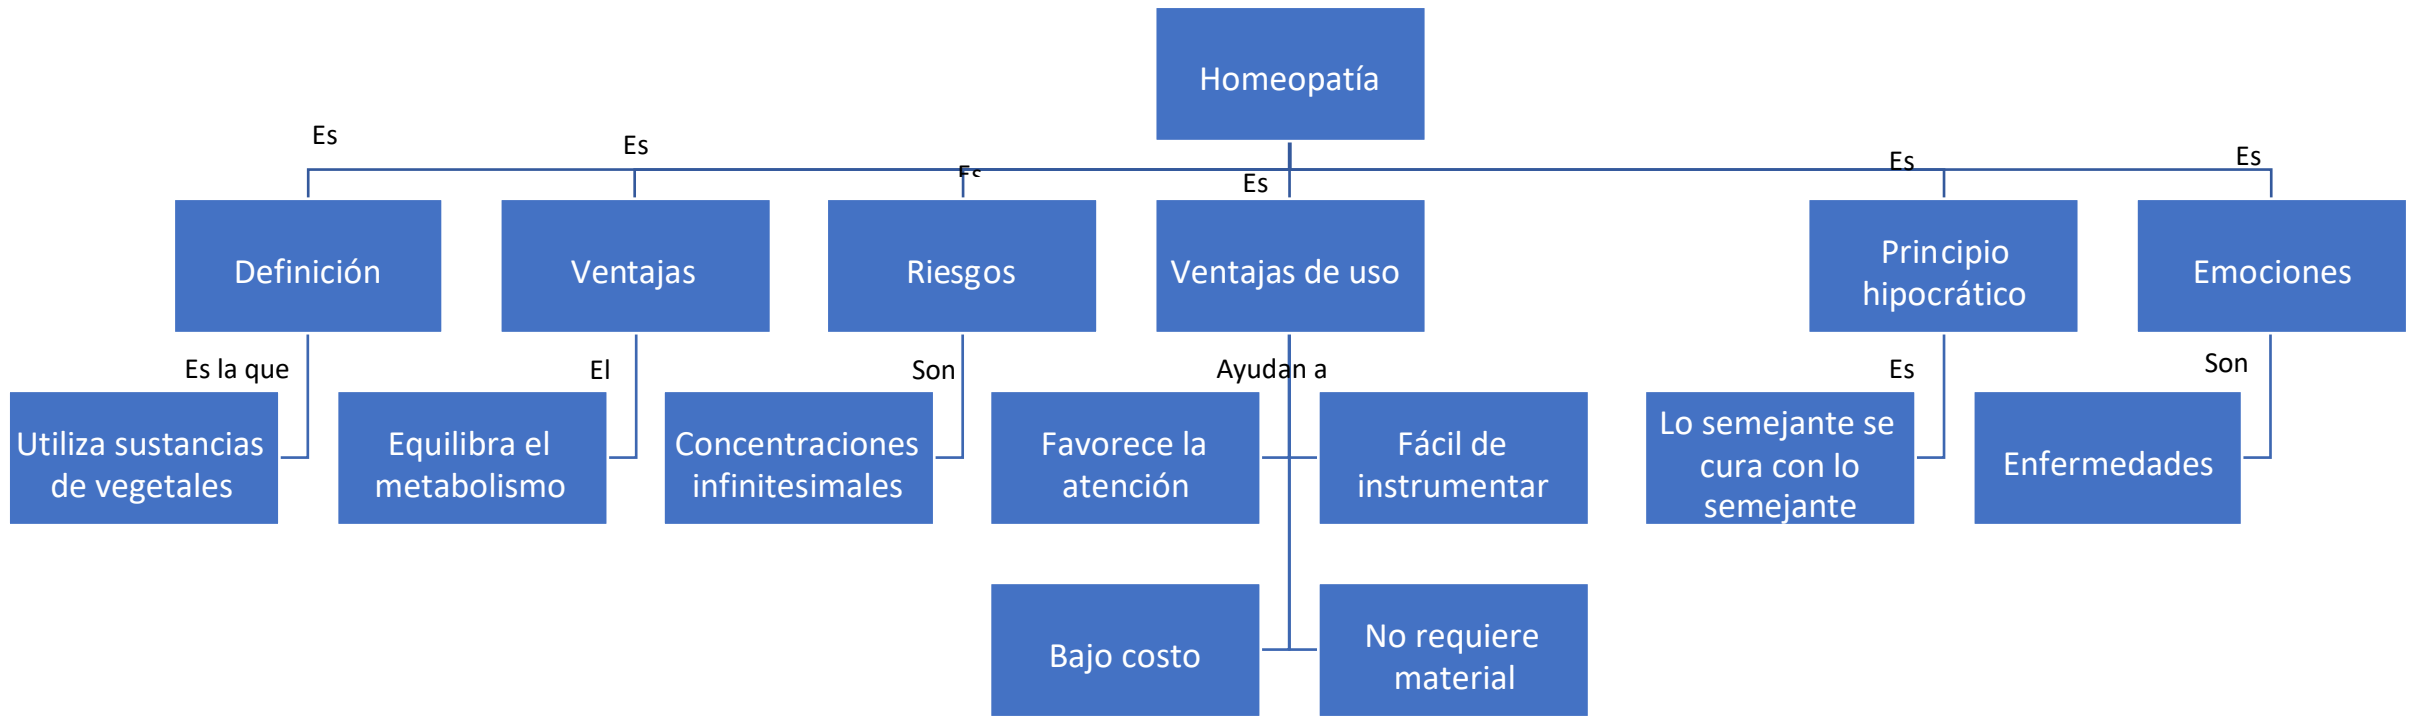 Homeopatía
Es
Es
Es
Es
Es
Es
Definición
Ventajas
Riesgos
Ventajas de uso
Principio
hipocrático
Emociones
Es la que
El
Son
Ayudan a
Es
Son
Utiliza sustancias
de vegetales
Equilibra el
metabolismo
Concentraciones
infinitesimales
Favorece la
atención
Fácil de
instrumentar
Lo semejante se
cura con lo
semejante
Enfermedades
Bajo costo
No requiere
material